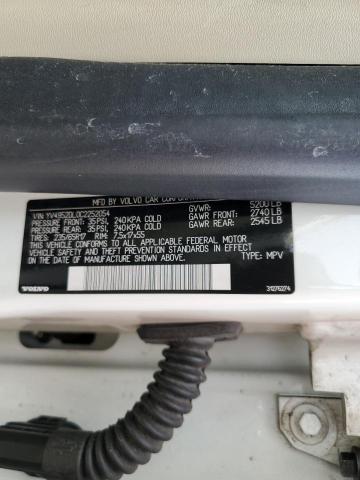 MFD BY VOLVO CAR
VIN: YV4952DL0C2252054 GVWR: 5200 LB
PRESSURE FRONT: 35 PSI, 240 KPA COLD GAWR FRONT: 2740 LB
PRESSURE REAR: 35 PSI, 240 KPA COLD GAWR REAR: 2545 LB
TIRES 235/65R17 RIM: 7,5x17x55
THIS VEHICLE CONFORMS TO ALL APPLICABLE FEDERAL MOTOR
VEHICLE SAFETY AND THEFT PREVENTION STANDARDS IN EFFECT ON
THE DATE OF MANUFACTURE SHOWN ABOVE.
TYPE: MPV
VOLVO 31276274